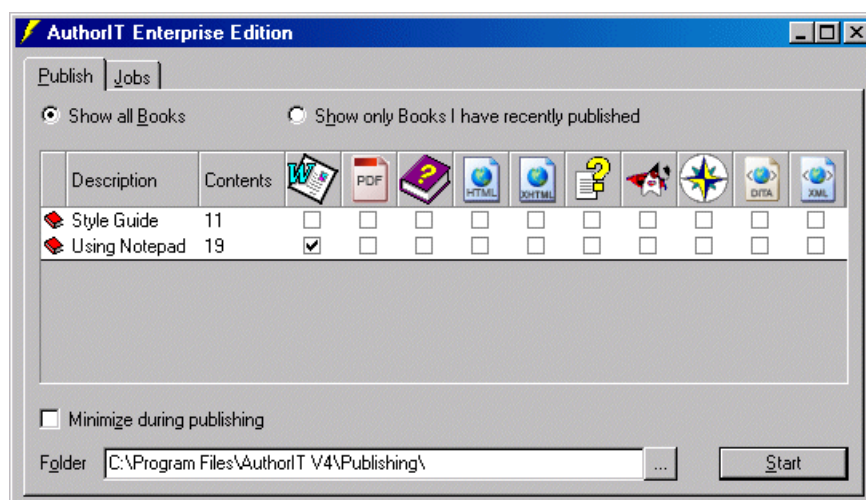 AuthorIT Enterprise Edition
Publish Jobs
Show all Books Show only Books I have recently published
Description Contents W PDF ? HTML XHTML ? DITA XML
Style Guide 11
Using Notepad 19
Minimize during publishing
Folder C:\Program Files\AuthorIT V4\Publishing\ ... Start